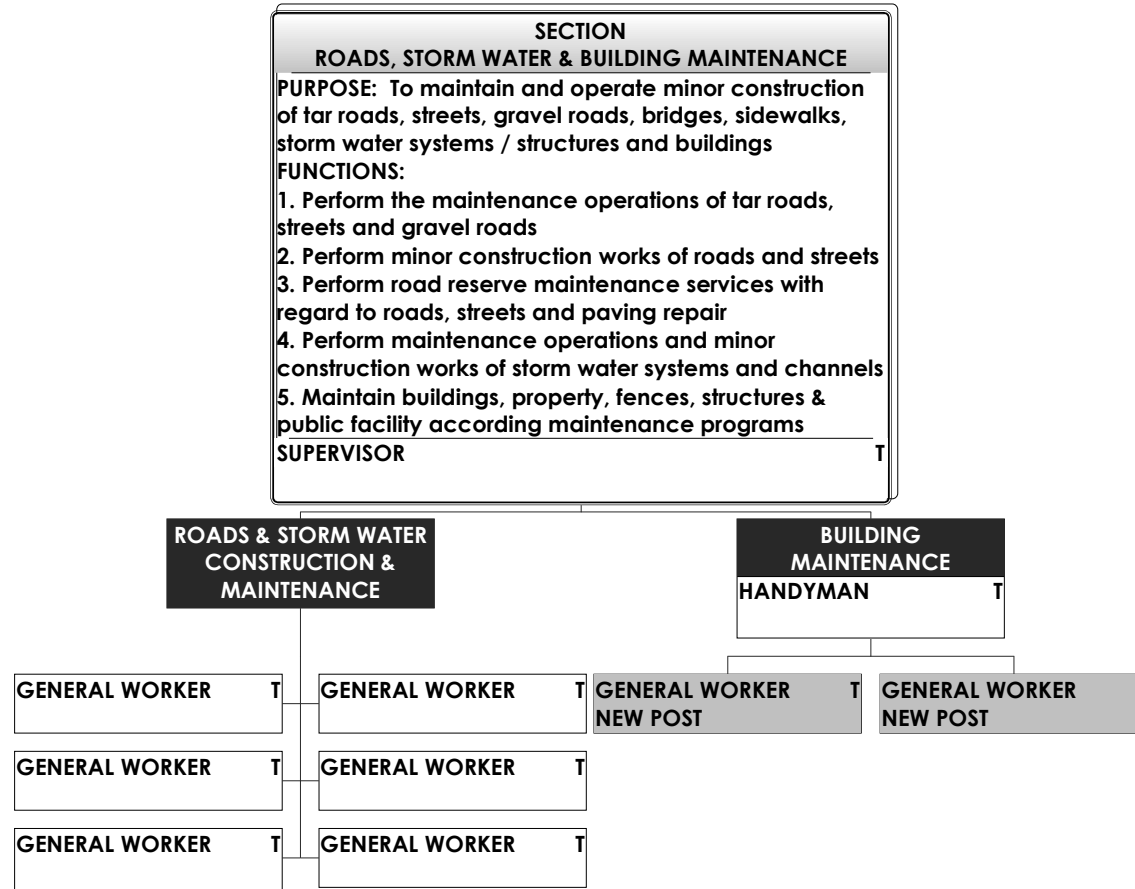 SECTION
ROADS, STORM WATER & BUILDING MAINTENANCE
PURPOSE: To maintain and operate minor construction
of tar roads, streets, gravel roads, bridges, sidewalks,
storm water systems / structures and buildings
FUNCTIONS:
1. Perform the maintenance operations of tar roads,
streets and gravel roads
2. Perform minor construction works of roads and streets
3. Perform road reserve maintenance services with
regard to roads, streets and paving repair
4. Perform maintenance operations and minor
construction works of storm water systems and channels
5. Maintain buildings, property, fences, structures &
public facility according maintenance programs
SUPERVISOR T
ROADS & STORM WATER
CONSTRUCTION &
MAINTENANCE
BUILDING
MAINTENANCE
HANDYMAN T
GENERAL WORKER T
GENERAL WORKER T
GENERAL WORKER T
NEW POST
GENERAL WORKER
NEW POST
GENERAL WORKER T
GENERAL WORKER T
GENERAL WORKER T
GENERAL WORKER T